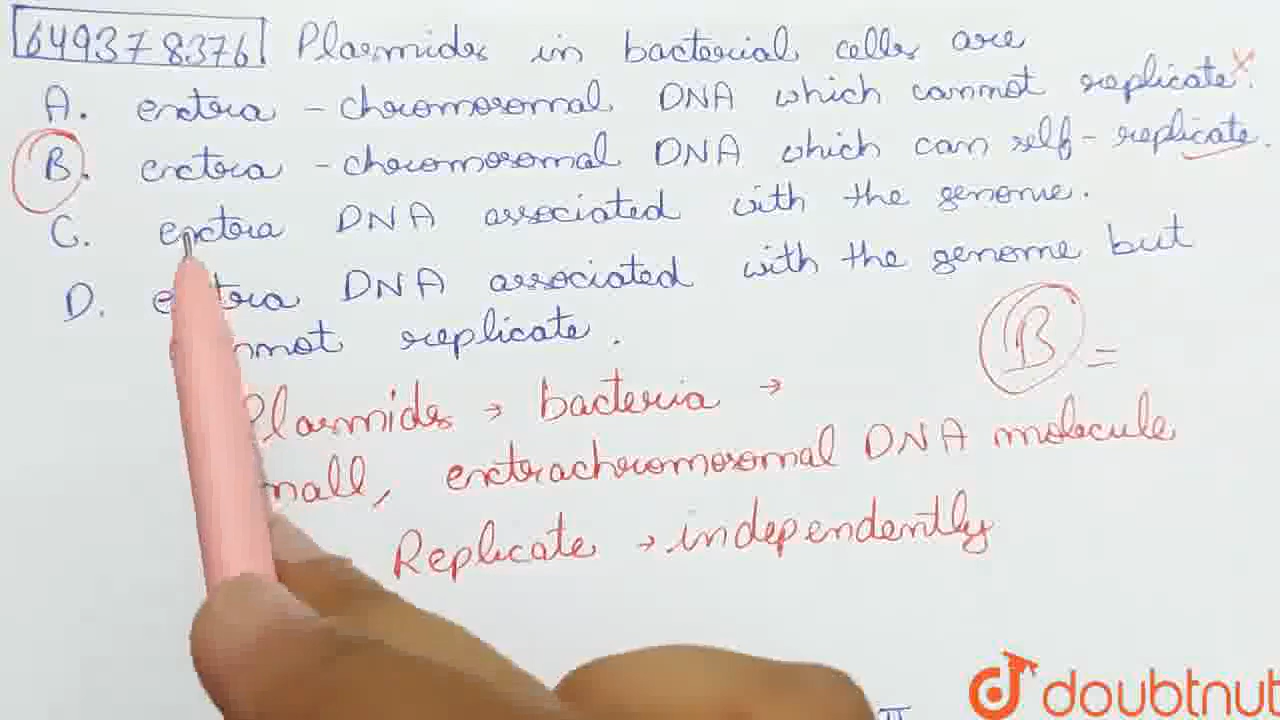 649378376 Plasmids in bacterial cells are
A. extra - chromosomal DNA which cannot replicate. x
B. extra - chromosomal DNA which can self - replicate.
C. extra DNA associated with the genome.
D. extra DNA associated with the genome but
nnot replicate.
B =
Plasmids → bacteria →
mall, extrachromosomal DNA molecule
Replicate → independently
doubtnut